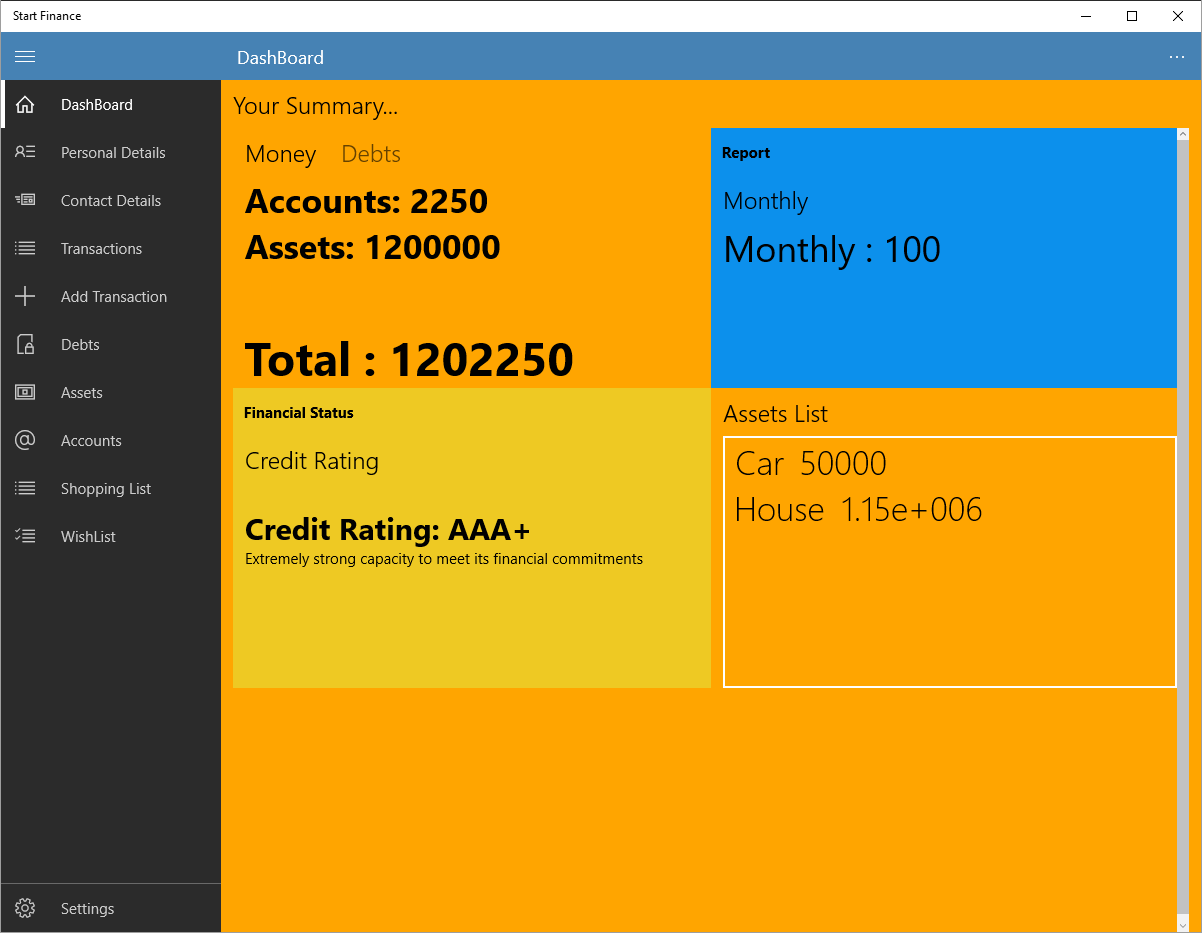 Start Finance
DashBoard
DashBoard
Personal Details
Contact Details
Transactions
Add Transaction
Debts
Assets
Accounts
Shopping List
WishList
Settings
Your Summary...
Money Debts
Accounts: 2250
Assets: 1200000
Total : 1202250
Report
Monthly
Monthly : 100
Financial Status
Credit Rating
Credit Rating: AAA+
Extremely strong capacity to meet its financial commitments
Assets List
Car 50000
House 1.15e+006